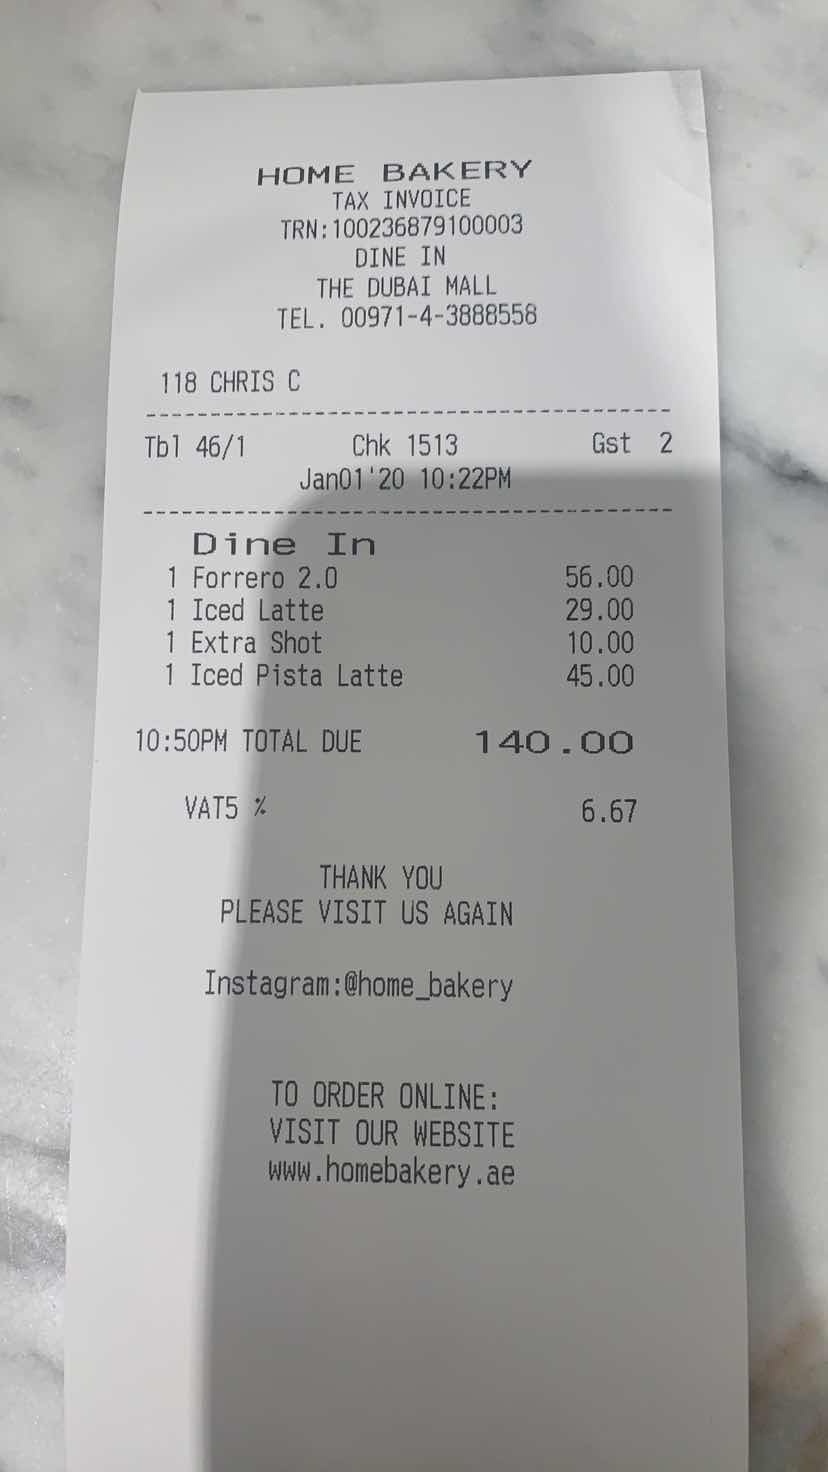 HOME BAKERY
TAX INVOICE
TRN:100236879100003
DINE IN
THE DUBAI MALL
TEL. 00971-4-3888558
118 CHRIS C
----------------------------------------
Tbl 46/1 Chk 1513 Gst 2
Jan01'20 10:22PM
----------------------------------------
Dine In
1 Forrero 2.0 56.00
1 Iced Latte 29.00
1 Extra Shot 10.00
1 Iced Pista Latte 45.00
10:50PM TOTAL DUE 140.00
VAT5 % 6.67
THANK YOU
PLEASE VISIT US AGAIN
Instagram:@home_bakery
TO ORDER ONLINE:
VISIT OUR WEBSITE
www.homebakery.ae